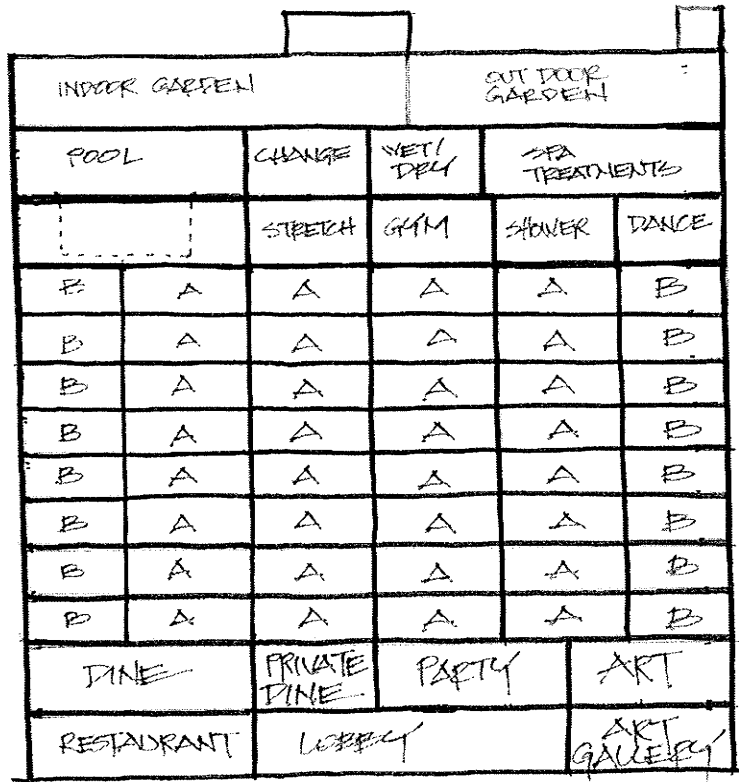 INDOOR GARDEN
OUT DOOR
GARDEN
POOL
CHANGE
WET/
DRY
SPA
TREATMENTS
STRETCH
GYM
SHOWER
DANCE
B A A A A B
B A A A A B
B A A A A B
B A A A A B
B A A A A B
B A A A A B
B A A A A B
B A A A A B
DINE
PRIVATE
DINE
PARTY
ART
RESTAURANT
LOBBY
ART
GALLERY